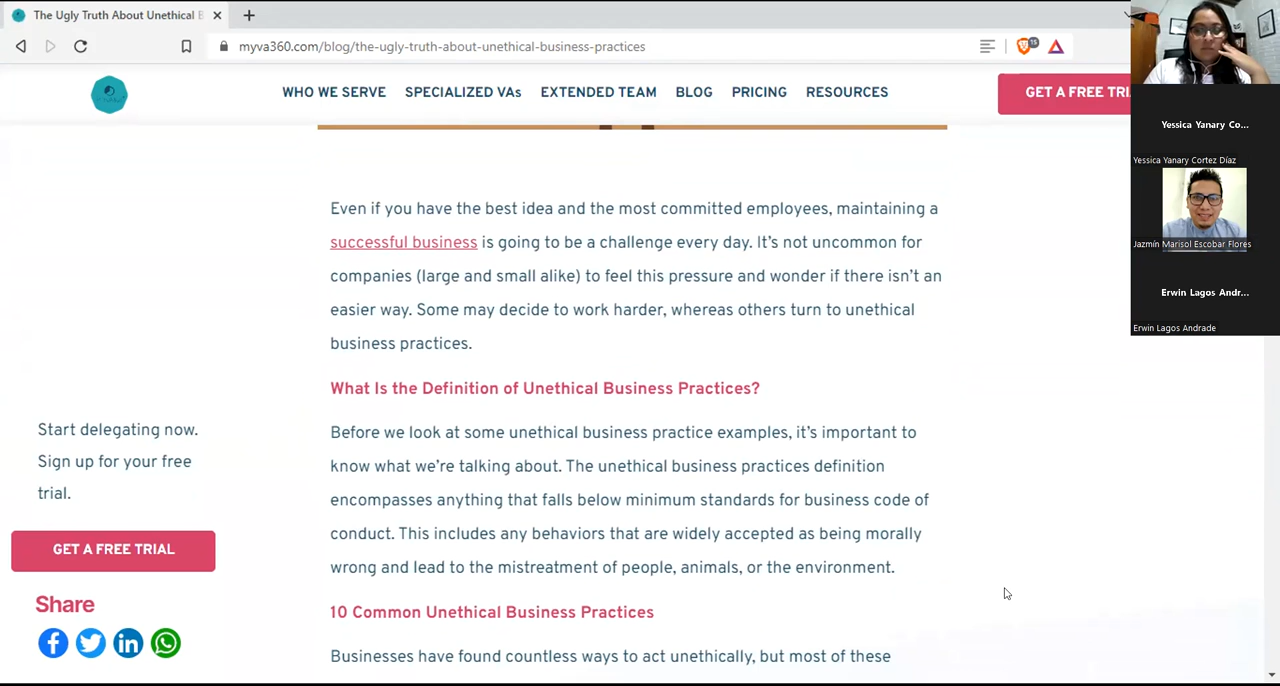 The Ugly Truth About Unethical B
myva360.com/blog/the-ugly-truth-about-unethical-business-practices
15
WHO WE SERVE SPECIALIZED VAs EXTENDED TEAM BLOG PRICING RESOURCES
GET A FREE TRI
Even if you have the best idea and the most committed employees, maintaining a
successful business is going to be a challenge every day. It’s not uncommon for
companies (large and small alike) to feel this pressure and wonder if there isn’t an
easier way. Some may decide to work harder, whereas others turn to unethical
business practices.
What Is the Definition of Unethical Business Practices?
Before we look at some unethical business practice examples, it’s important to
know what we’re talking about. The unethical business practices definition
encompasses anything that falls below minimum standards for business code of
conduct. This includes any behaviors that are widely accepted as being morally
wrong and lead to the mistreatment of people, animals, or the environment.
10 Common Unethical Business Practices
Businesses have found countless ways to act unethically, but most of these
Start delegating now.
Sign up for your free
trial.
GET A FREE TRIAL
Share
Yessica Yanary Co...
Yessica Yanary Cortez Díaz
Jazmín Marisol Escobar Flores
Erwin Lagos Andr...
Erwin Lagos Andrade